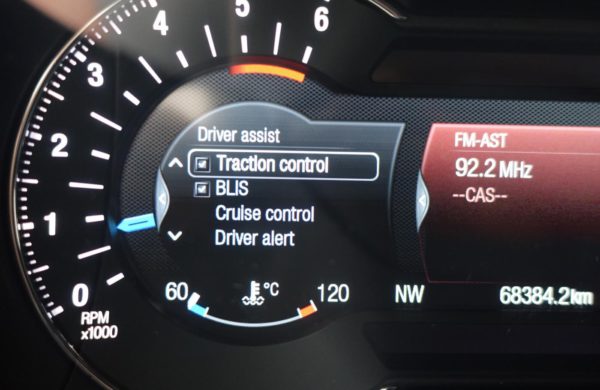 6
5
4
3
2
1
0
RPM
x1000
Driver assist
Traction control
BLIS
Cruise control
Driver alert
60
°C
120
FM-AST
92.2 MHz
--CAS--
NW
68384.2km